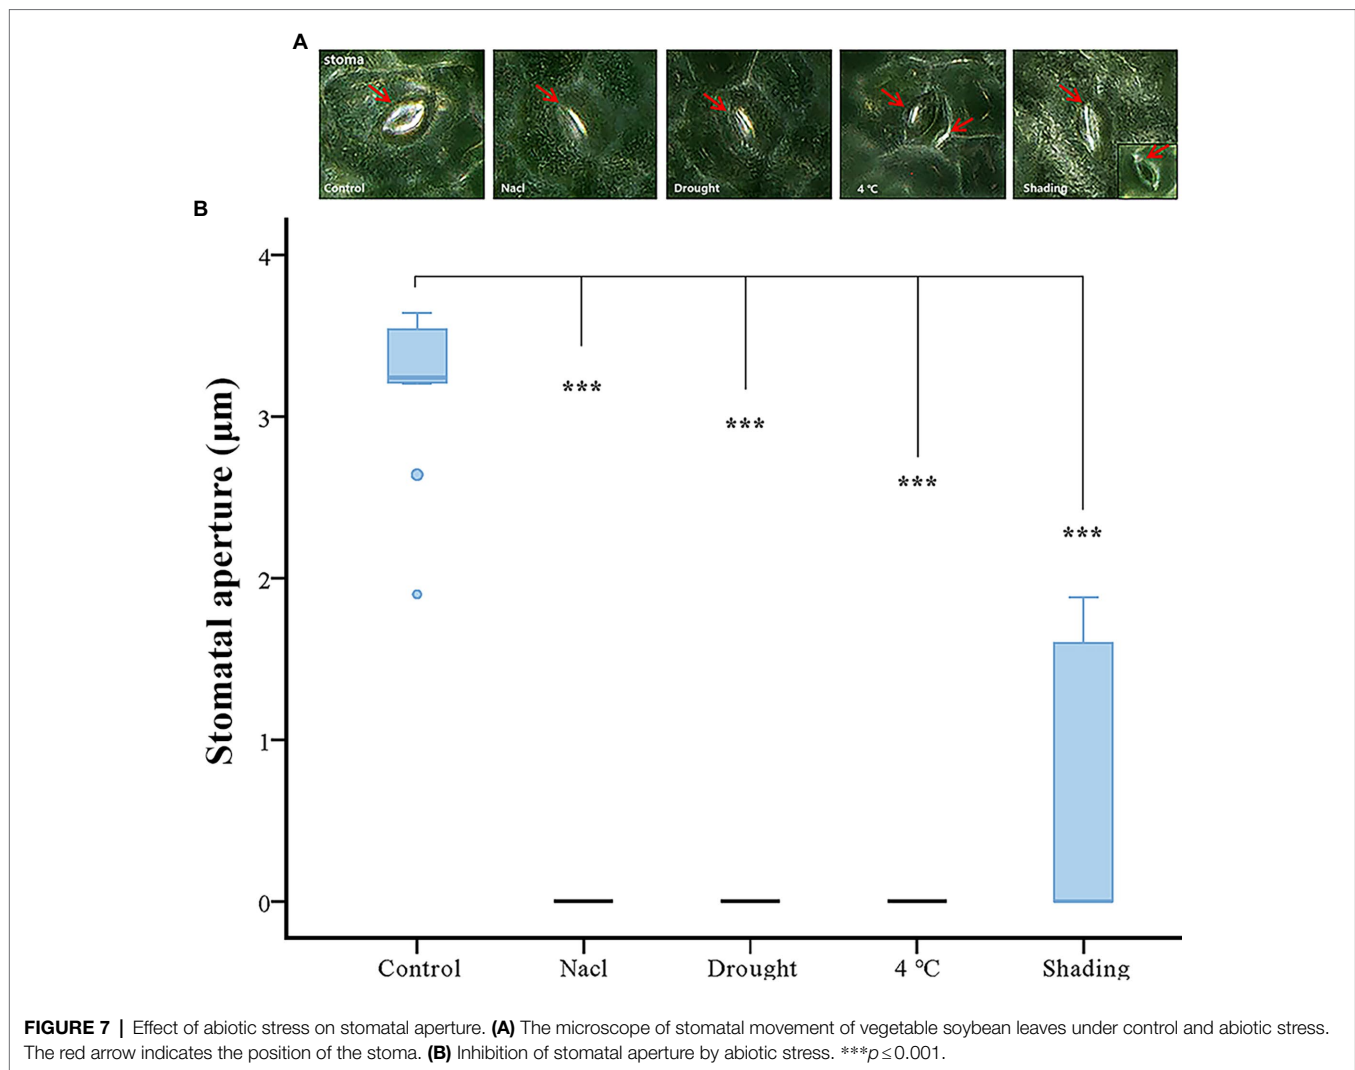 A
stoma
Control
Nacl
Drought
4 ℃
Shading
B
Stomatal aperture (μm)
4
3
2
1
0
***
***
***
***
Control
Nacl
Drought
4 ℃
Shading
FIGURE 7 | Effect of abiotic stress on stomatal aperture. (A) The microscope of stomatal movement of vegetable soybean leaves under control and abiotic stress.
The red arrow indicates the position of the stoma. (B) Inhibition of stomatal aperture by abiotic stress. ***p ≤ 0.001.